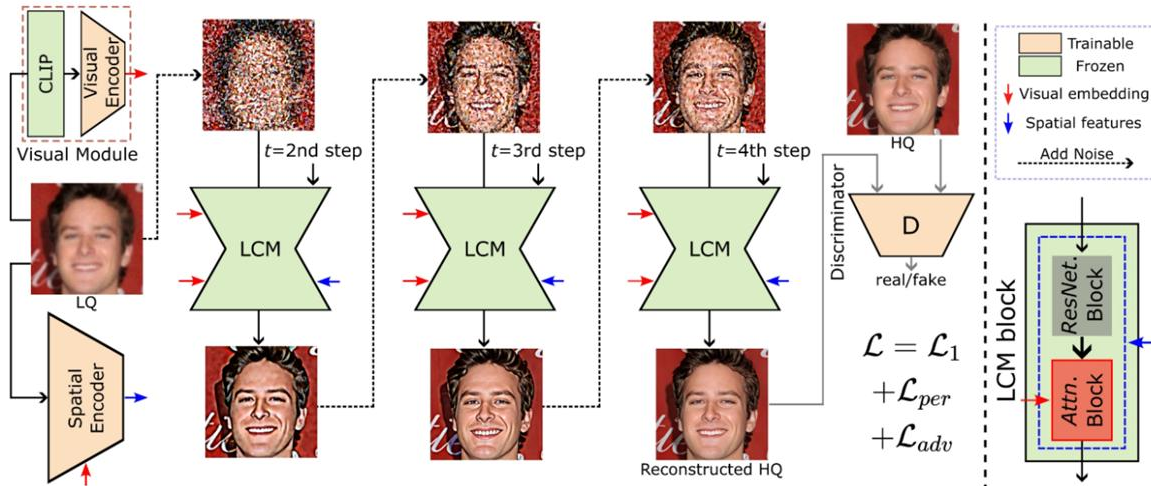 CLIP
Visual
Encoder
Visual Module
LQ
Spatial
Encoder
t=2nd step
LCM
t=3rd step
LCM
t=4th step
LCM
Reconstructed HQ
HQ
Discriminator
D
real/fake
ℒ = ℒ₁
+ℒ_per
+ℒ_adv
Trainable
Frozen
Visual embedding
Spatial features
Add Noise
LCM block
ResNet.
Block
Attn.
Block